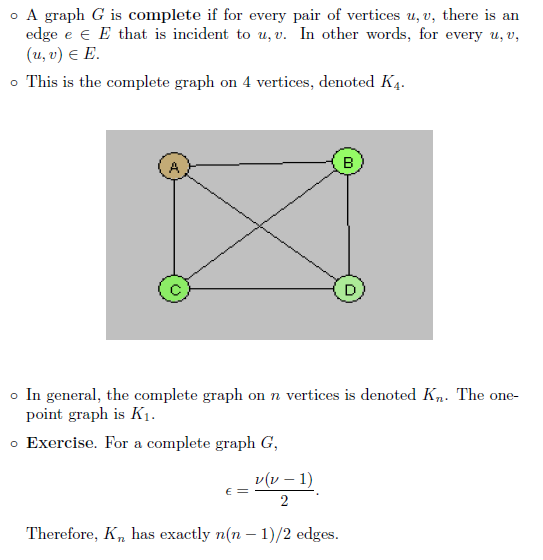 ◦ A graph G is complete if for every pair of vertices u, v, there is an
edge e ∈ E that is incident to u, v. In other words, for every u, v,
(u, v) ∈ E.
◦ This is the complete graph on 4 vertices, denoted K₄.
A
B
C
D
◦ In general, the complete graph on n vertices is denoted Kₙ. The one-
point graph is K₁.
◦ Exercise. For a complete graph G,
ϵ = ν(ν − 1)/2.
Therefore, Kₙ has exactly n(n − 1)/2 edges.